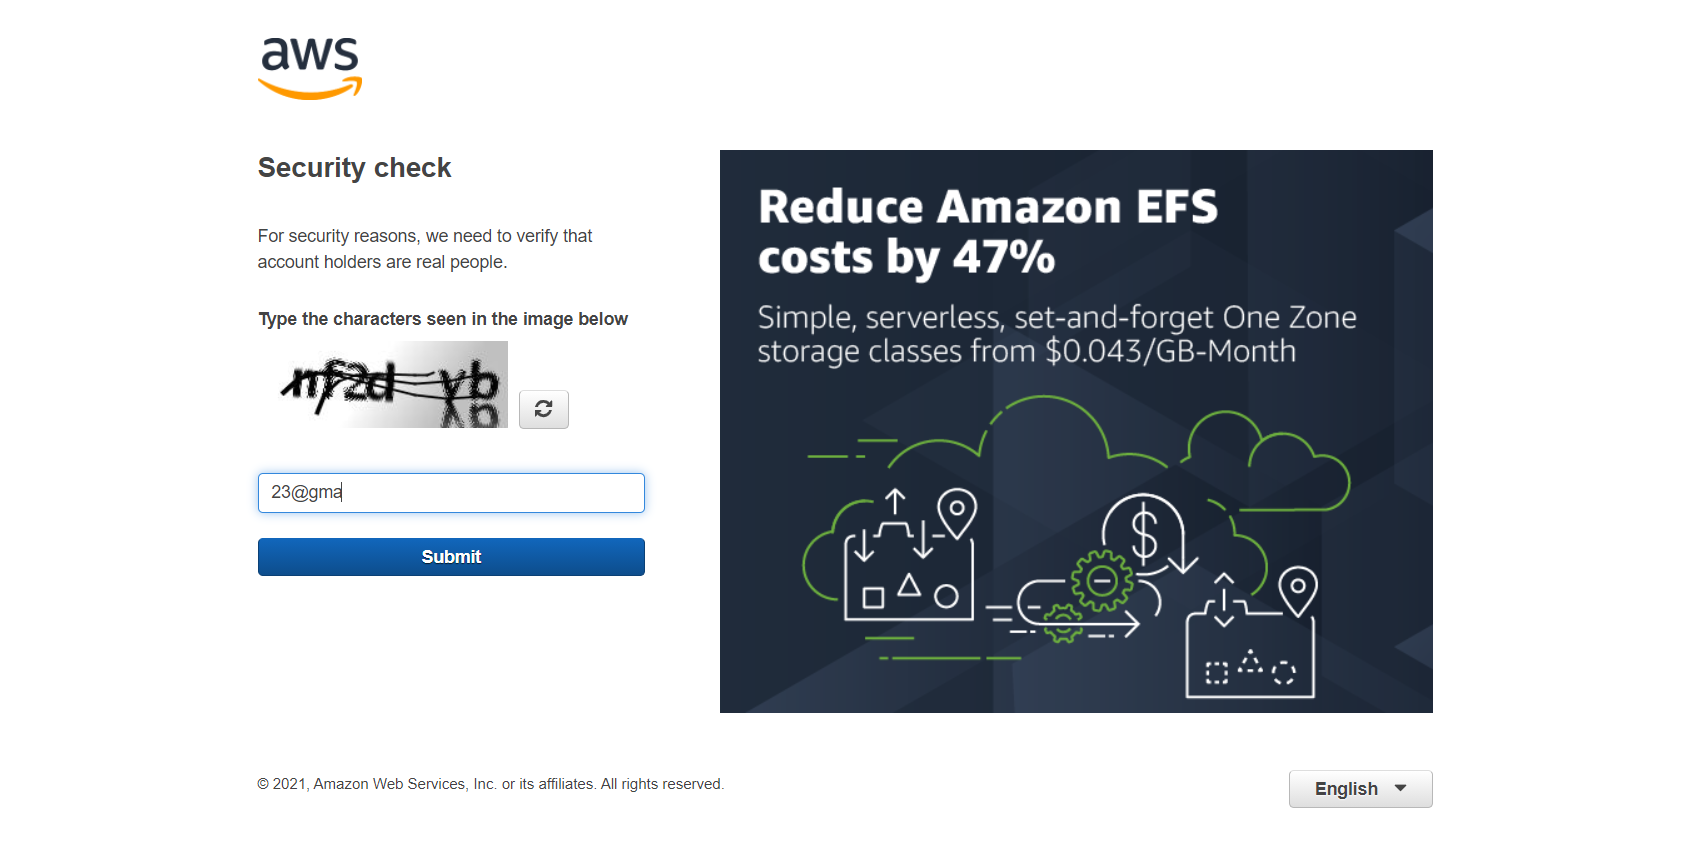 aws
Security check
For security reasons, we need to verify that
account holders are real people.
Type the characters seen in the image below
23@gma
Submit
Reduce Amazon EFS
costs by 47%
Simple, serverless, set-and-forget One Zone
storage classes from $0.043/GB-Month
© 2021, Amazon Web Services, Inc. or its affiliates. All rights reserved.
English